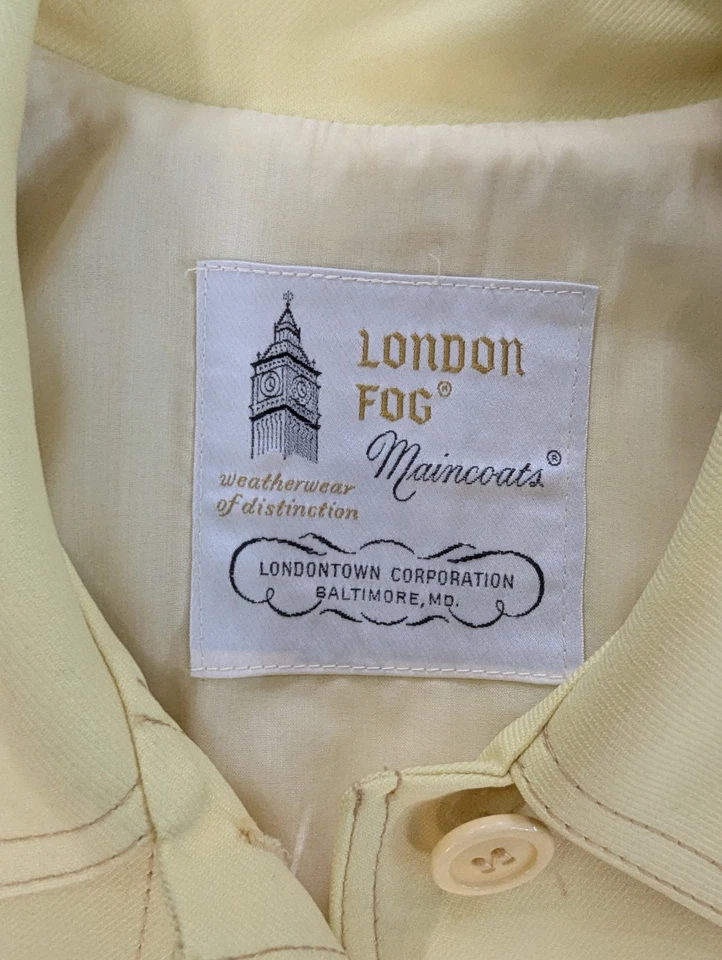 LONDON
FOG®
Maincoats®
weatherwear
of distinction
LONDONTOWN CORPORATION
BALTIMORE, MD.